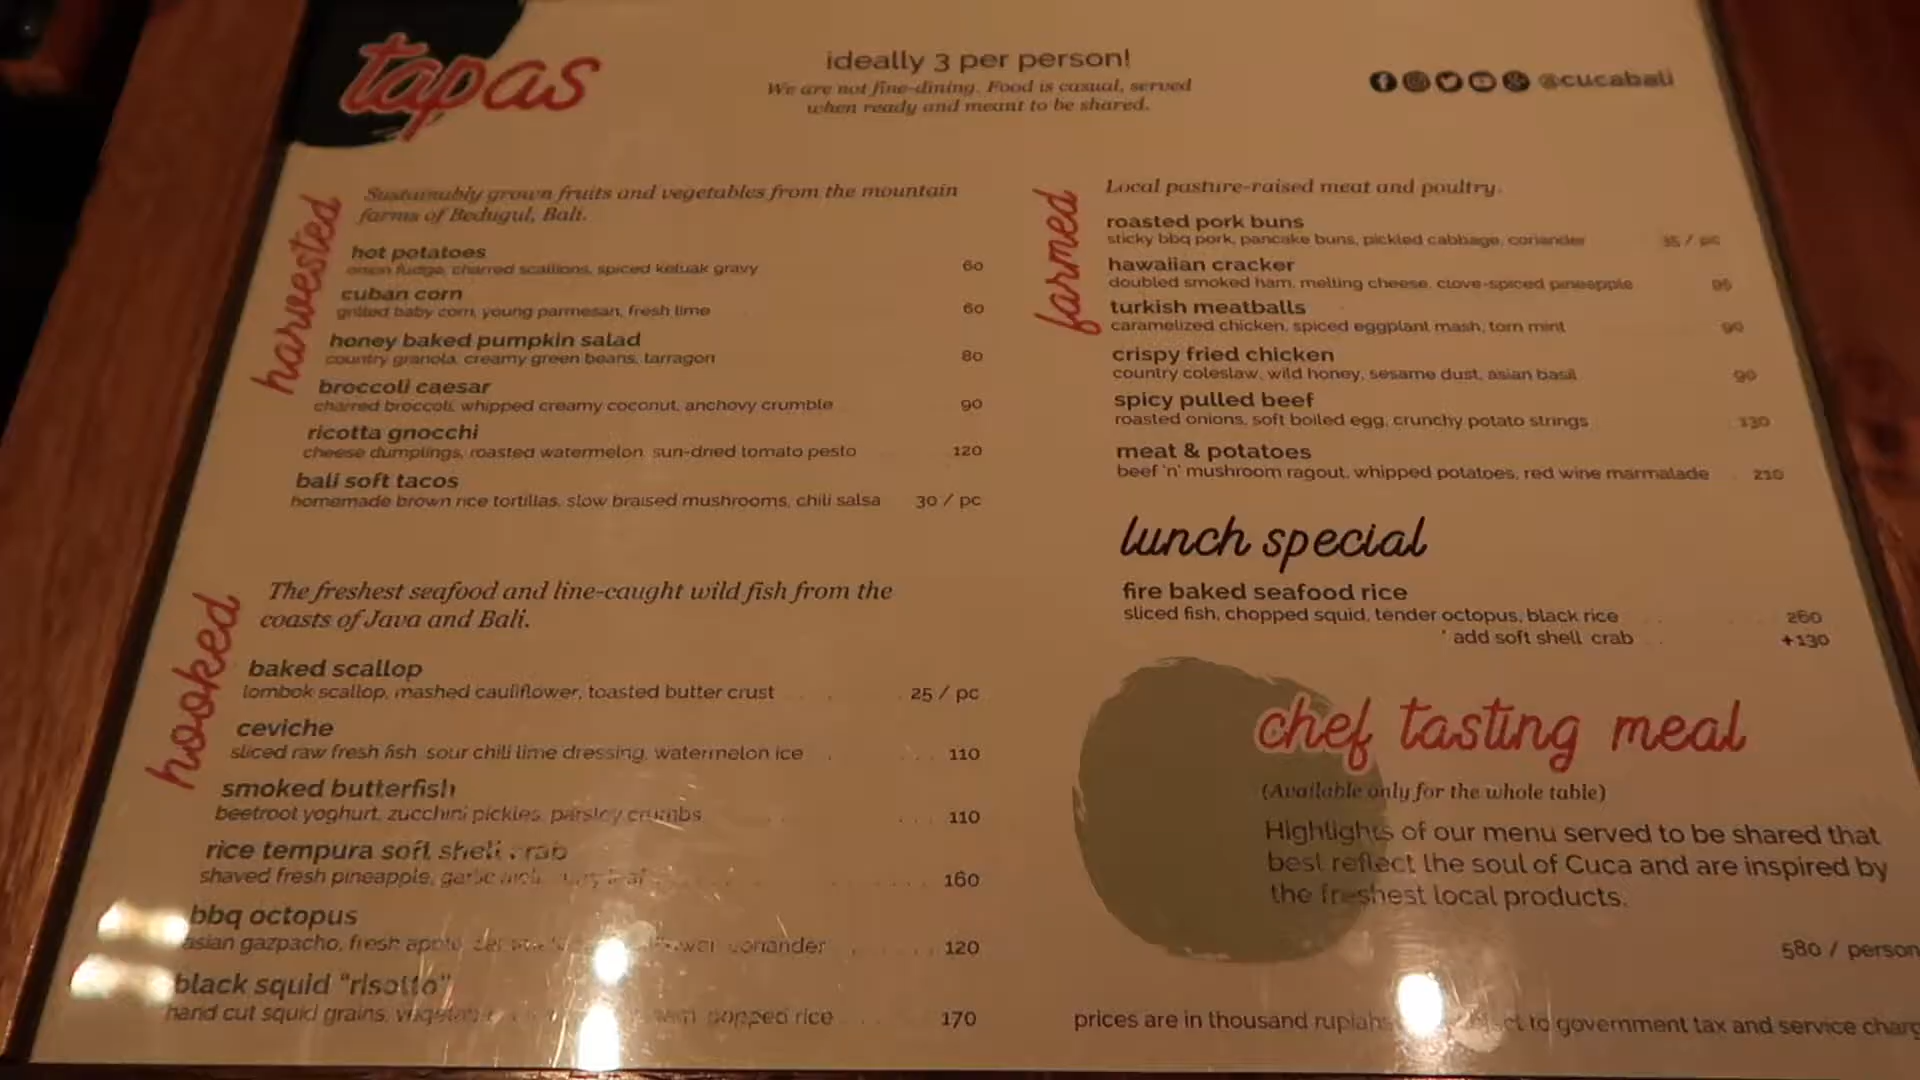 tapas
ideally 3 per person!
We are not fine-dining. Food is casual, served
when ready and meant to be shared.
@cucabali
harvested
Sustainably grown fruits and vegetables from the mountain
farms of Bedugul, Bali.
hot potatoes
onion fudge, charred scallions, spiced keluak gravy 60
cuban corn
grilled baby corn, young parmesan, fresh lime 60
honey baked pumpkin salad
country granola, creamy green beans, tarragon 80
broccoli caesar
charred broccoli, whipped creamy coconut, anchovy crumble 90
ricotta gnocchi
cheese dumplings, roasted watermelon, sun-dried tomato pesto 120
bali soft tacos
homemade brown rice tortillas, slow braised mushrooms, chili salsa 30 / pc
hooked
The freshest seafood and line-caught wild fish from the
coasts of Java and Bali.
baked scallop
lombok scallop, mashed cauliflower, toasted butter crust 25 / pc
ceviche
sliced raw fresh fish, sour chili lime dressing, watermelon ice 110
smoked butterfish
beetroot yoghurt, zucchini pickles, parsley crumbs 110
rice tempura soft shell crab
shaved fresh pineapple, garlic 160
bbq octopus
asian gazpacho, fresh apple, coriander 120
black squid "risotto"
hand cut squid grains, popped rice 170
farmed
Local pasture-raised meat and poultry.
roasted pork buns
sticky bbq pork, pancake buns, pickled cabbage, coriander 35 / pc
hawaiian cracker
doubled smoked ham, melting cheese, clove-spiced pineapple
turkish meatballs
caramelized chicken, spiced eggplant mash, torn mint 90
crispy fried chicken
country coleslaw, wild honey, sesame dust, asian basil 90
spicy pulled beef
roasted onions, soft boiled egg, crunchy potato strings 130
meat & potatoes
beef 'n' mushroom ragout, whipped potatoes, red wine marmalade 210
lunch special
fire baked seafood rice
sliced fish, chopped squid, tender octopus, black rice 260
* add soft shell crab +130
chef tasting meal
(Available only for the whole table)
Highlights of our menu served to be shared that
best reflect the soul of Cuca and are inspired by
the freshest local products.
580 / person
prices are in thousand rupiahs to government tax and service charg